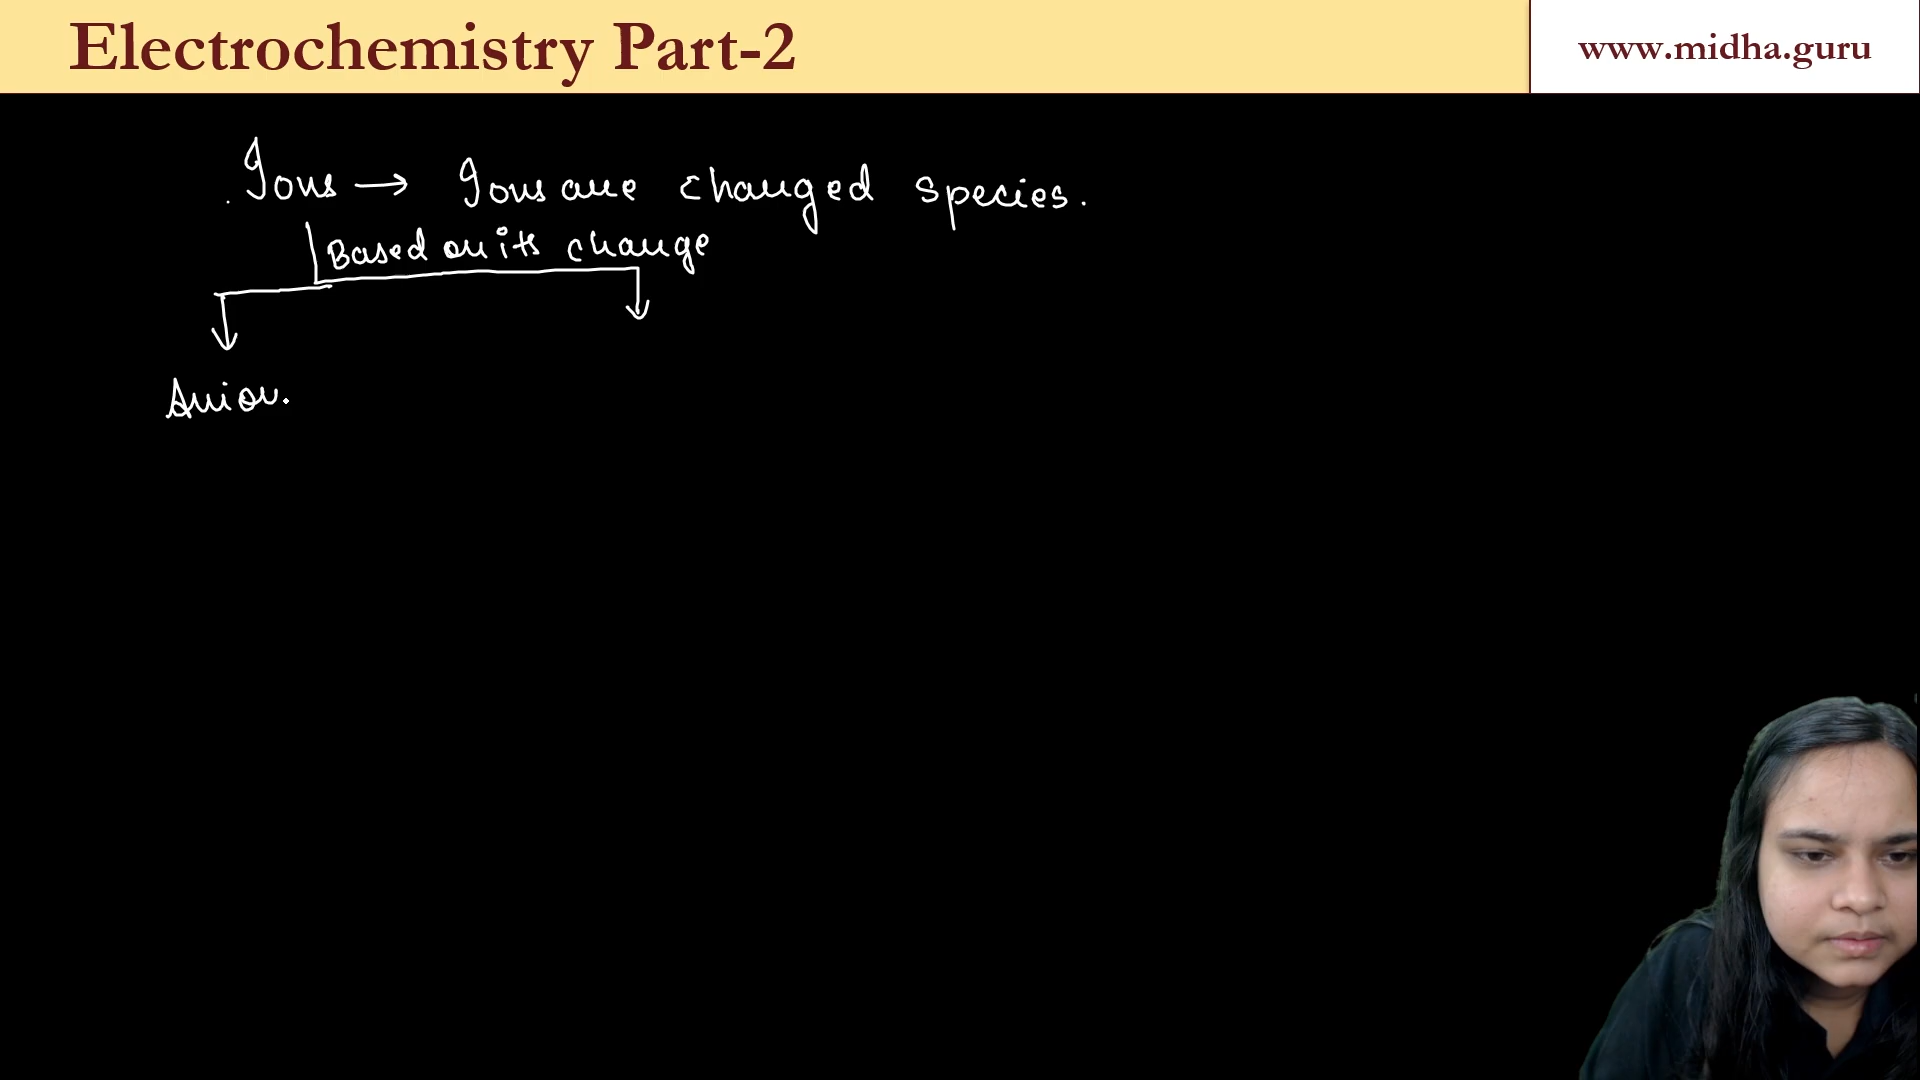 Electrochemistry Part-2
www.midha.guru
Ions → Ions are charged species.
Based on its charge
Anion.